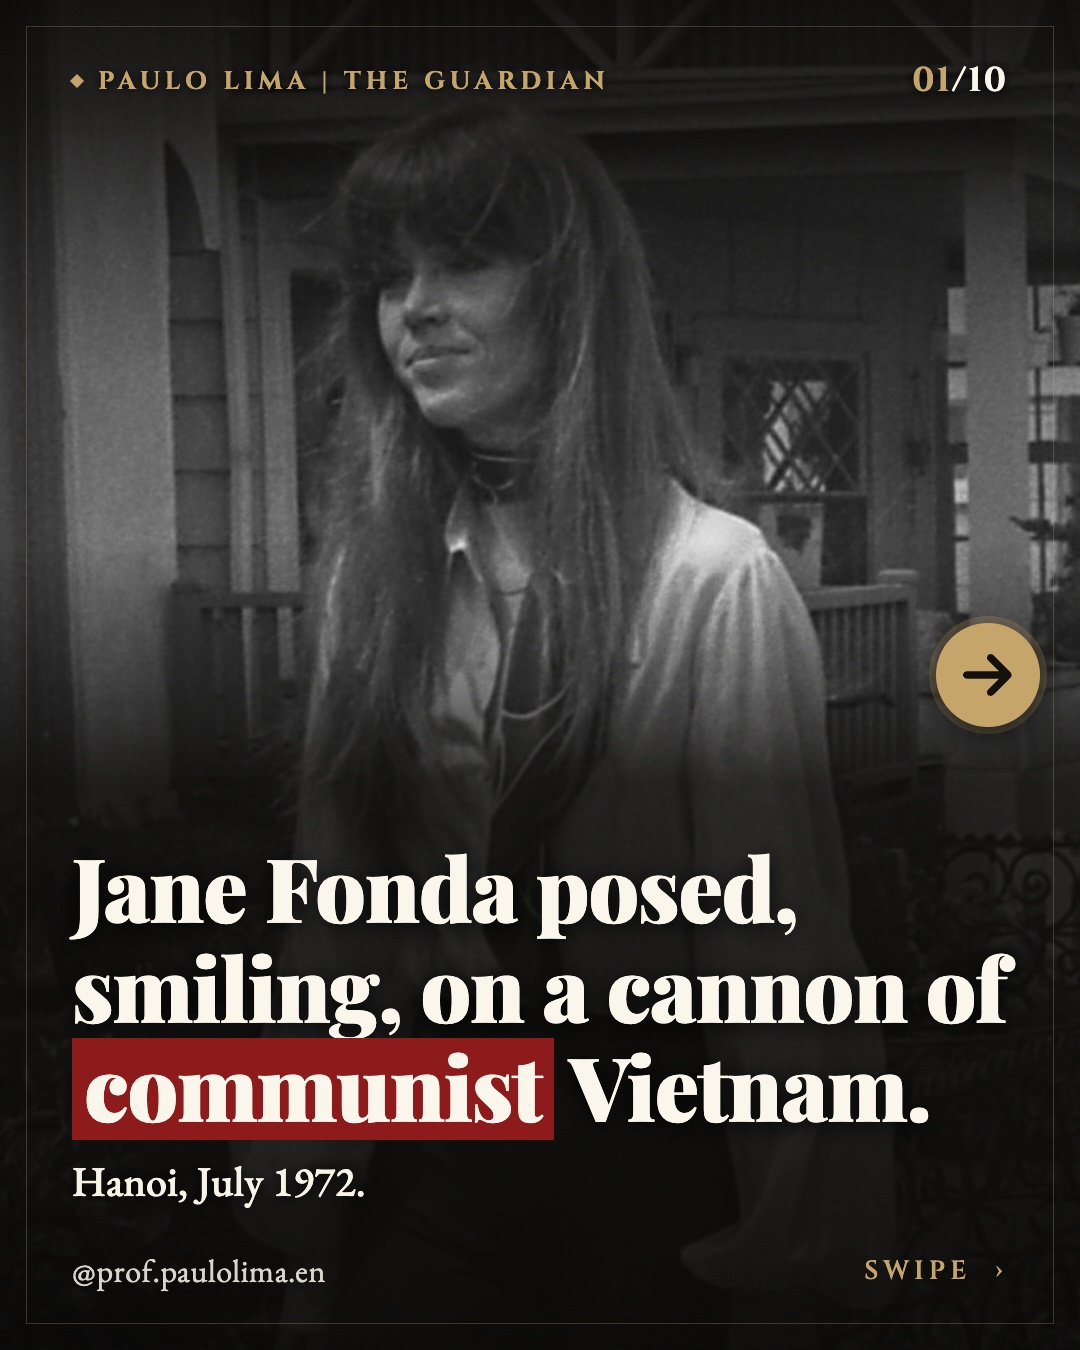 ◆ PAULO LIMA | THE GUARDIAN
01/10
Jane Fonda posed,
smiling, on a cannon of
communist Vietnam.
Hanoi, July 1972.
@prof.paulolima.en
SWIPE ›